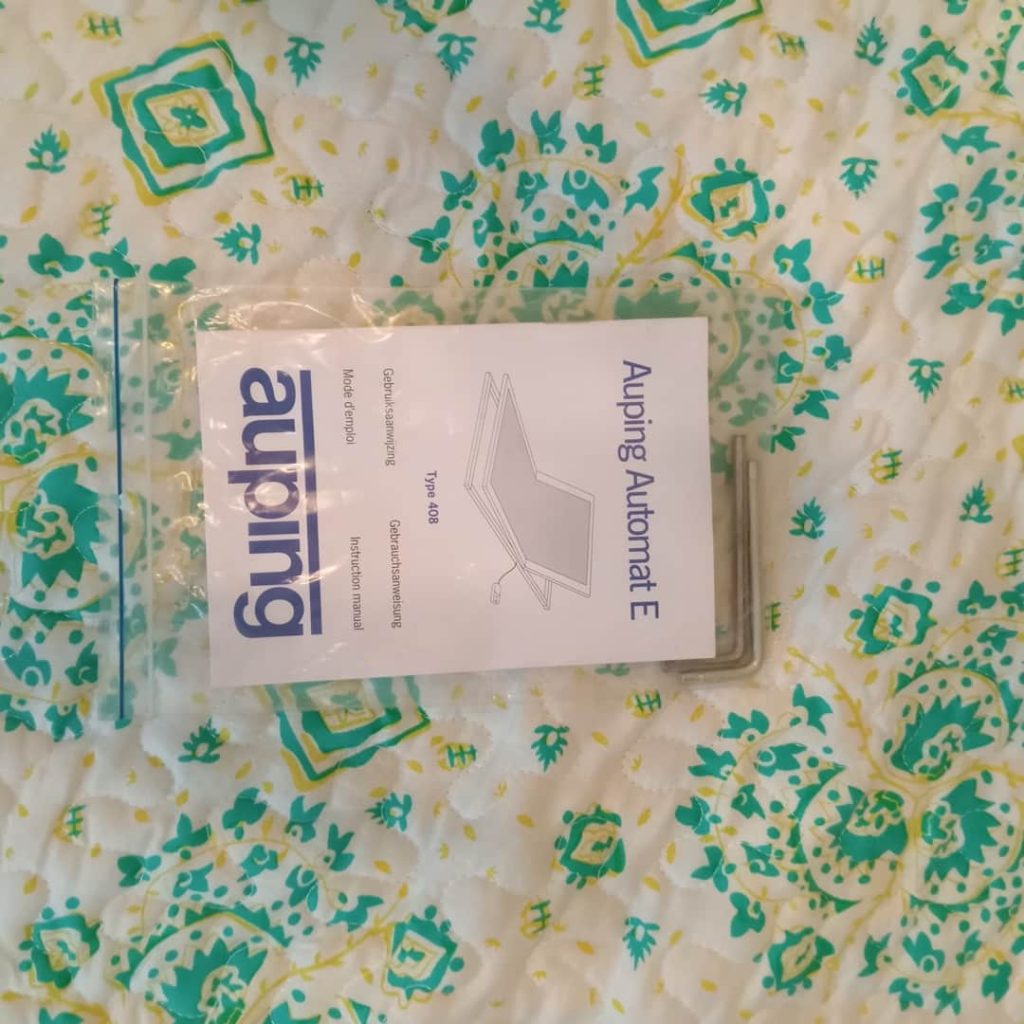 Auping Automat E
Type 408
Gebruiksaanwijzing
Gebrauchsanweisung
Mode d'emploi
Instruction manual
auping